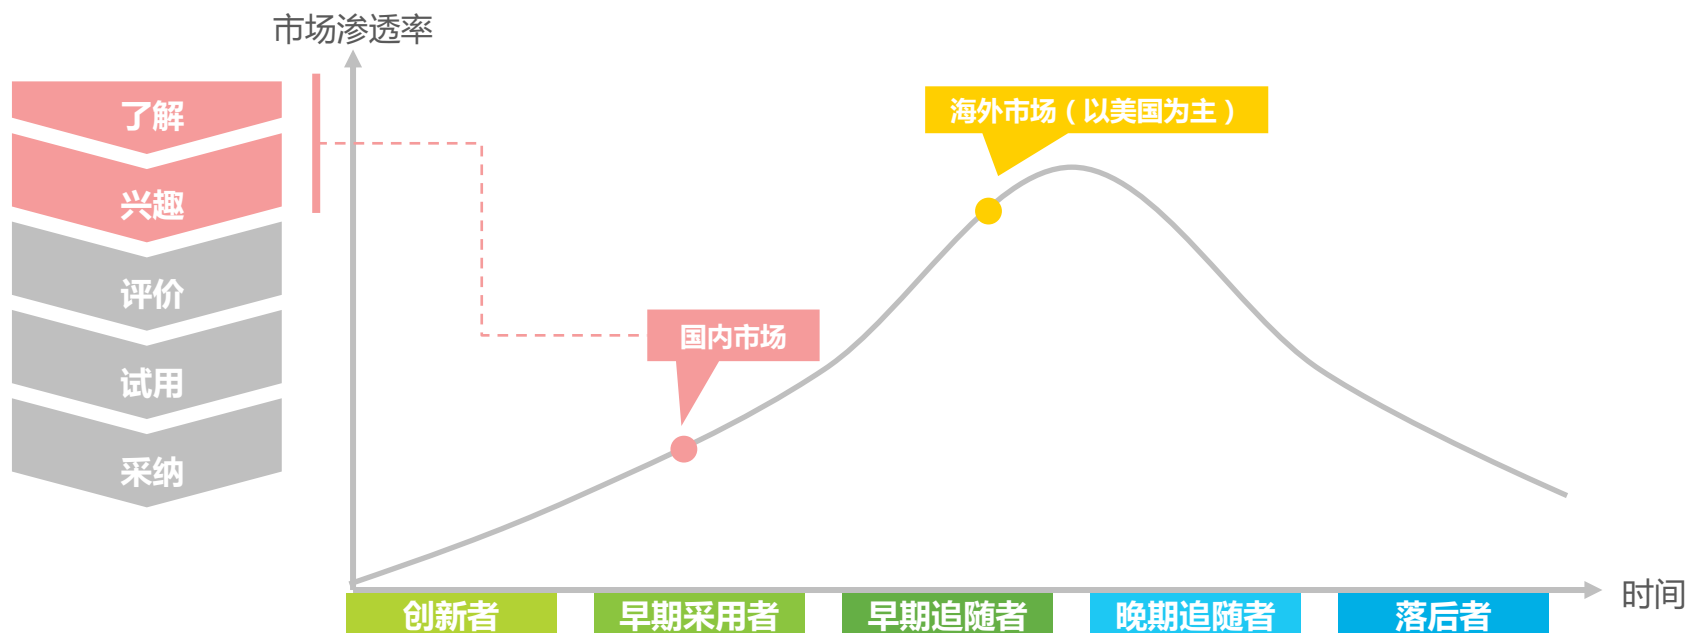 市场渗透率
了解
兴趣
评价
试用
采纳
海外市场（以美国为主）
国内市场
时间
创新者
早期采用者
早期追随者
晚期追随者
落后者